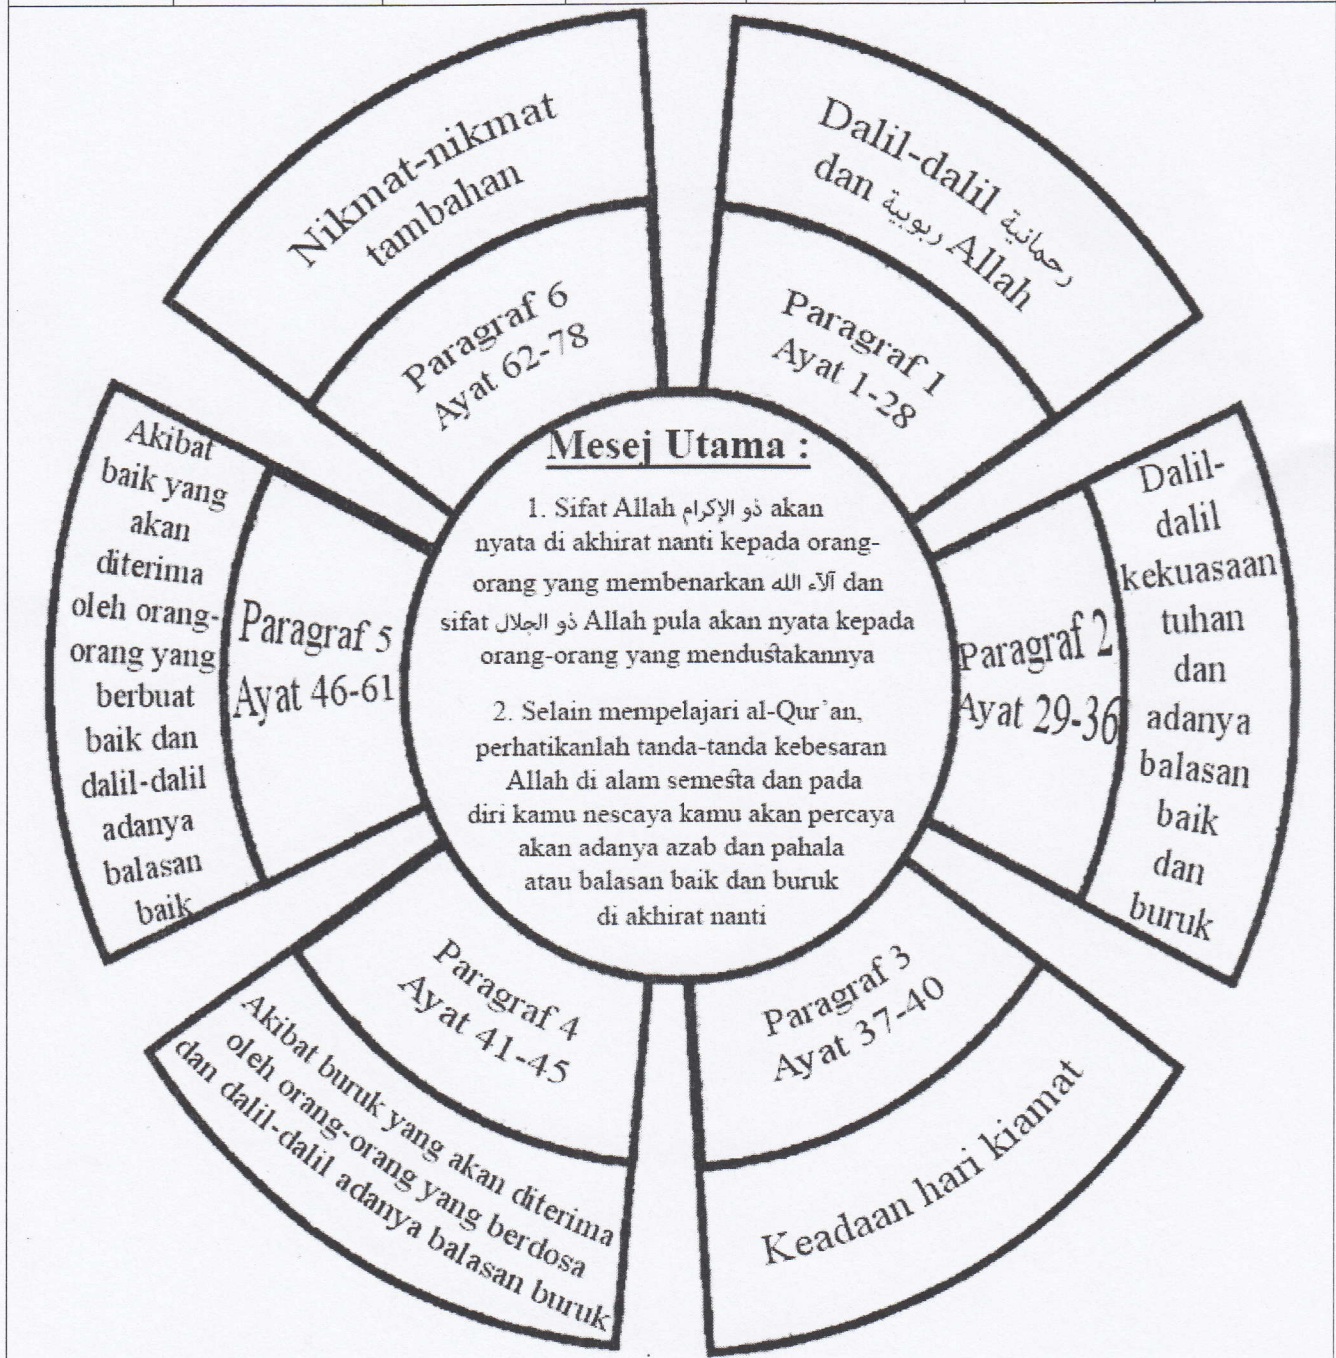 Mesej Utama :
1. Sifat Allah ذو الإكرام akan
nyata di akhirat nanti kepada orang-
orang yang membenarkan آلآء الله dan
sifat ذو الجلال Allah pula akan nyata kepada
orang-orang yang mendustakannya
2. Selain mempelajari al-Qur'an,
perhatikanlah tanda-tanda kebesaran
Allah di alam semesta dan pada
diri kamu nescaya kamu akan percaya
akan adanya azab dan pahala
atau balasan baik dan buruk
di akhirat nanti
Dalil-dalil رحمانية
dan ربوبية Allah
Paragraf 1
Ayat 1-28
Dalil-
dalil
kekuasaan
tuhan
dan
adanya
balasan
baik
dan
buruk
Paragraf 2
Ayat 29-36
Paragraf 3
Ayat 37-40
Keadaan hari kiamat
Paragraf 4
Ayat 41-45
Akibat buruk yang akan diterima
oleh orang-orang yang berdosa
dan dalil-dalil adanya balasan buruk
Akibat
baik yang
akan
diterima
oleh orang-
orang yang
berbuat
baik dan
dalil-dalil
adanya
balasan
baik
Paragraf 5
Ayat 46-61
Nikmat-nikmat
tambahan
Paragraf 6
Ayat 62-78